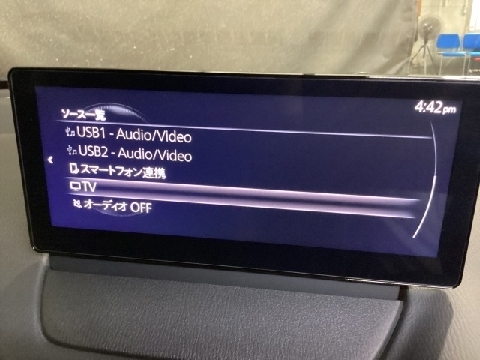 4:42pm
ソース一覧
USB1 - Audio/Video
USB2 - Audio/Video
スマートフォン連携
TV
オーディオ OFF